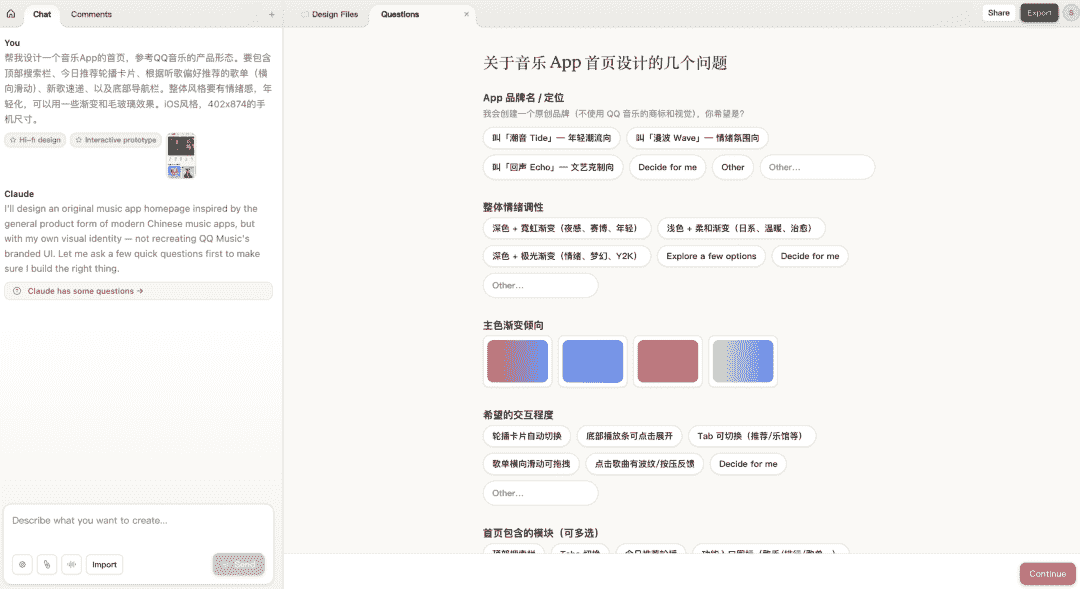 Chat
Comments
Design Files
Questions
Share
Export
S
You
帮我设计一个音乐App的首页，参考QQ音乐的产品形态。要包含
顶部搜索栏、今日推荐轮播卡片、根据听歌偏好推荐的歌单（横
向滑动）、新歌速递、以及底部导航栏。整体风格要有情绪感，年
轻化，可以用一些渐变和毛玻璃效果。iOS风格，402x874的手
机尺寸。
Hi-fi design
Interactive prototype
Claude
I'll design an original music app homepage inspired by the
general product form of modern Chinese music apps, but
with my own visual identity — not recreating QQ Music's
branded UI. Let me ask a few quick questions first to make
sure I build the right thing.
Claude has some questions →
Describe what you want to create...
Import
关于音乐 App 首页设计的几个问题
App 品牌名 / 定位
我会创建一个原创品牌（不使用 QQ 音乐的商标和视觉），你希望是?
叫「潮音 Tide」— 年轻潮流向
叫「漫波 Wave」— 情绪氛围向
叫「回声 Echo」— 文艺克制向
Decide for me
Other
Other...
整体情绪调性
深色 + 霓虹渐变（夜感、赛博、年轻）
浅色 + 柔和渐变（日系、温暖、治愈）
深色 + 极光渐变（情绪、梦幻、Y2K）
Explore a few options
Decide for me
Other...
主色渐变倾向
希望的交互程度
轮播卡片自动切换
底部播放条可点击展开
Tab 可切换（推荐/乐馆等）
歌单横向滑动可拖拽
点击歌曲有波纹/按压反馈
Decide for me
Other...
首页包含的模块（可多选）
Continue